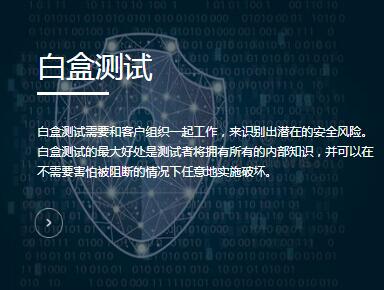 白盒测试
白盒测试需要和客户组织一起工作，来识别出潜在的安全风险。
白盒测试的最大好处是测试者将拥有所有的内部知识，并可以在
不需要害怕被阻断的情况下任意地实施破坏。